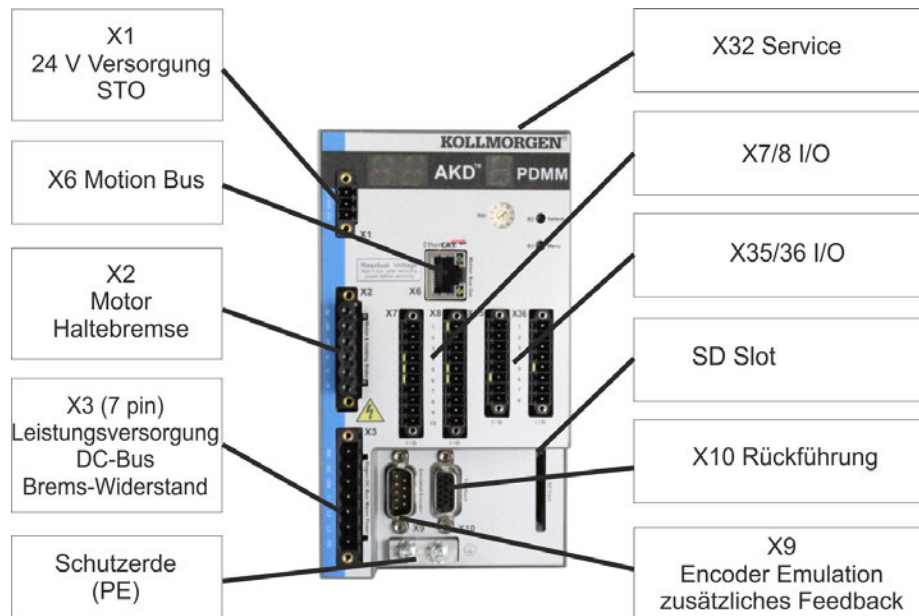 X1
24 V Versorgung
STO
X6 Motion Bus
X2
Motor
Haltebremse
X3 (7 pin)
Leistungsversorgung
DC-Bus
Brems-Widerstand
Schutzerde
(PE)
KOLLMORGEN®
AKD™ PDMM
X1
EtherCAT
X6
X2
X7 X8 X36
X3
I/O I/O I/O I/O
X9 X10
X32 Service
X7/8 I/O
X35/36 I/O
SD Slot
X10 Rückführung
X9
Encoder Emulation
zusätzliches Feedback